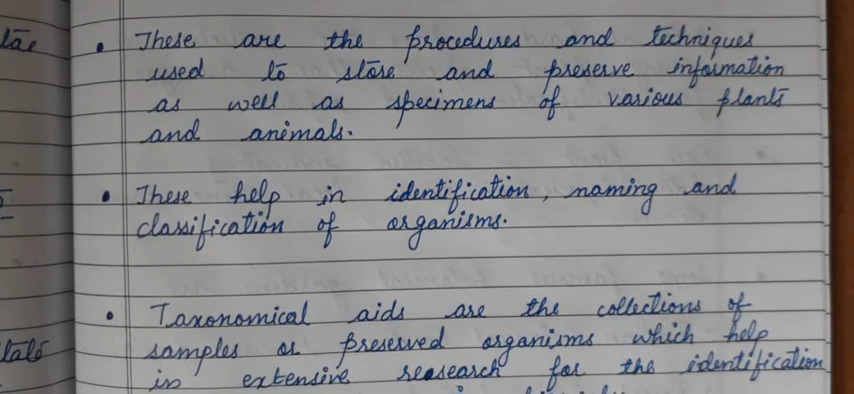 • These are the procedures and techniques
used to store and preserve information
as well as specimens of various plants
and animals.
• These help in identification, naming and
classification of organisms.
• Taxonomical aids are the collections of
samples or preserved organisms which help
in extensive reasearch for the identification